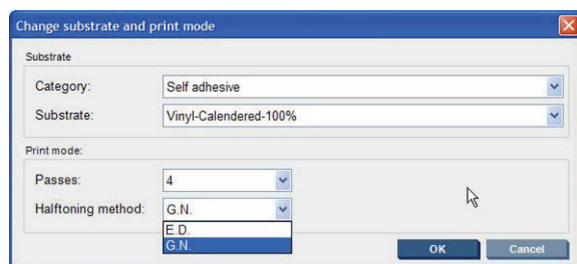 Change substrate and print mode
Substrate
Category: Self adhesive
Substrate: Vinyl-Calendered-100%
Print mode:
Passes: 4
Halftoning method: G.N.
E.D.
G.N.
OK Cancel